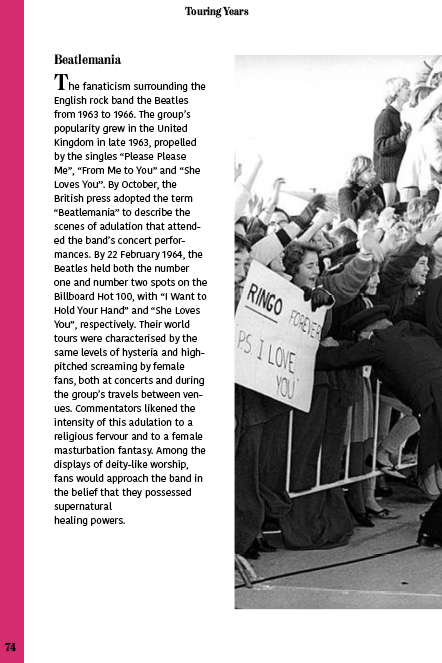 Touring Years
Beatlemania
The fanaticism surrounding the
English rock band the Beatles
from 1963 to 1966. The group’s
popularity grew in the United
Kingdom in late 1963, propelled
by the singles “Please Please
Me”, “From Me to You” and “She
Loves You”. By October, the
British press adopted the term
“Beatlemania” to describe the
scenes of adulation that attend-
ed the band’s concert perfor-
mances. By 22 February 1964, the
Beatles held both the number
one and number two spots on the
Billboard Hot 100, with “I Want to
Hold Your Hand” and “She Loves
You”, respectively. Their world
tours were characterised by the
same levels of hysteria and high-
pitched screaming by female
fans, both at concerts and during
the group’s travels between ven-
ues. Commentators likened the
intensity of this adulation to a
religious fervour and to a female
masturbation fantasy. Among the
displays of deity-like worship,
fans would approach the band in
the belief that they possessed
supernatural
healing powers.
RINGO FOREVER
PS I LOVE
YOU
74